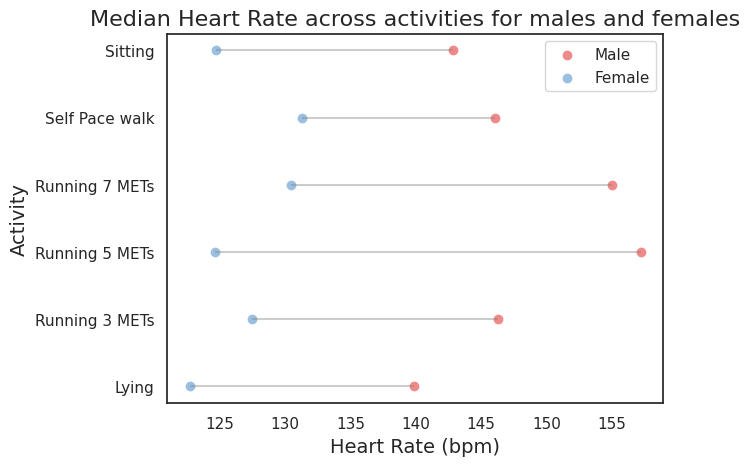 Median Heart Rate across activities for males and females
Male
Female
Sitting
Self Pace walk
Running 7 METs
Running 5 METs
Running 3 METs
Lying
Activity
125 130 135 140 145 150 155
Heart Rate (bpm)